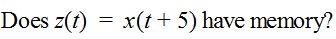 Does z(t) = x(t + 5) have memory?